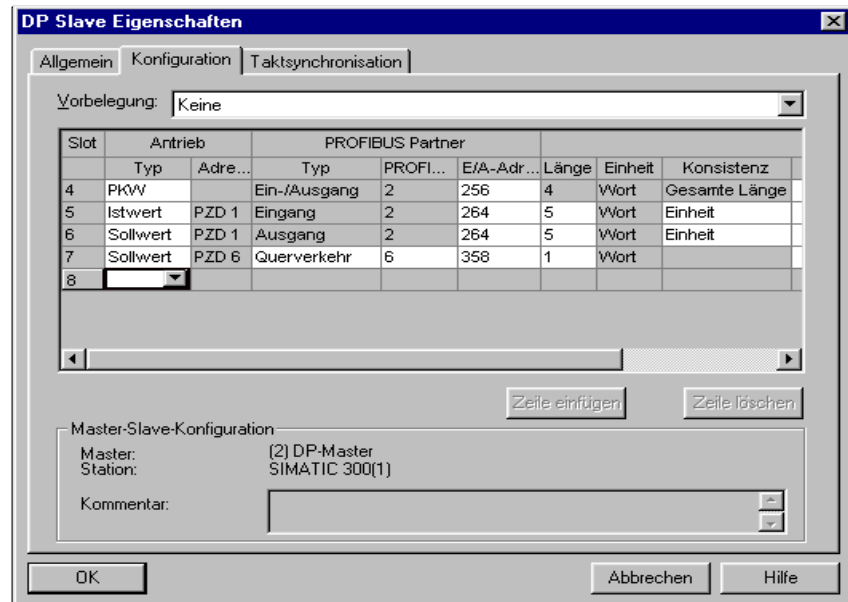 DP Slave Eigenschaften
Allgemein Konfiguration Taktsynchronisation
Vorbelegung: Keine
Slot Antrieb PROFIBUS Partner
Typ Adre... Typ PROFI... E/A-Adr... Länge Einheit Konsistenz
4 PKW Ein-/Ausgang 2 256 4 Wort Gesamte Länge
5 Istwert PZD 1 Eingang 2 264 5 Wort Einheit
6 Sollwert PZD 1 Ausgang 2 264 5 Wort Einheit
7 Sollwert PZD 6 Querverkehr 6 358 1 Wort
8
Zeile einfügen Zeile löschen
Master-Slave-Konfiguration
Master: (2) DP-Master
Station: SIMATIC 300(1)
Kommentar:
OK Abbrechen Hilfe